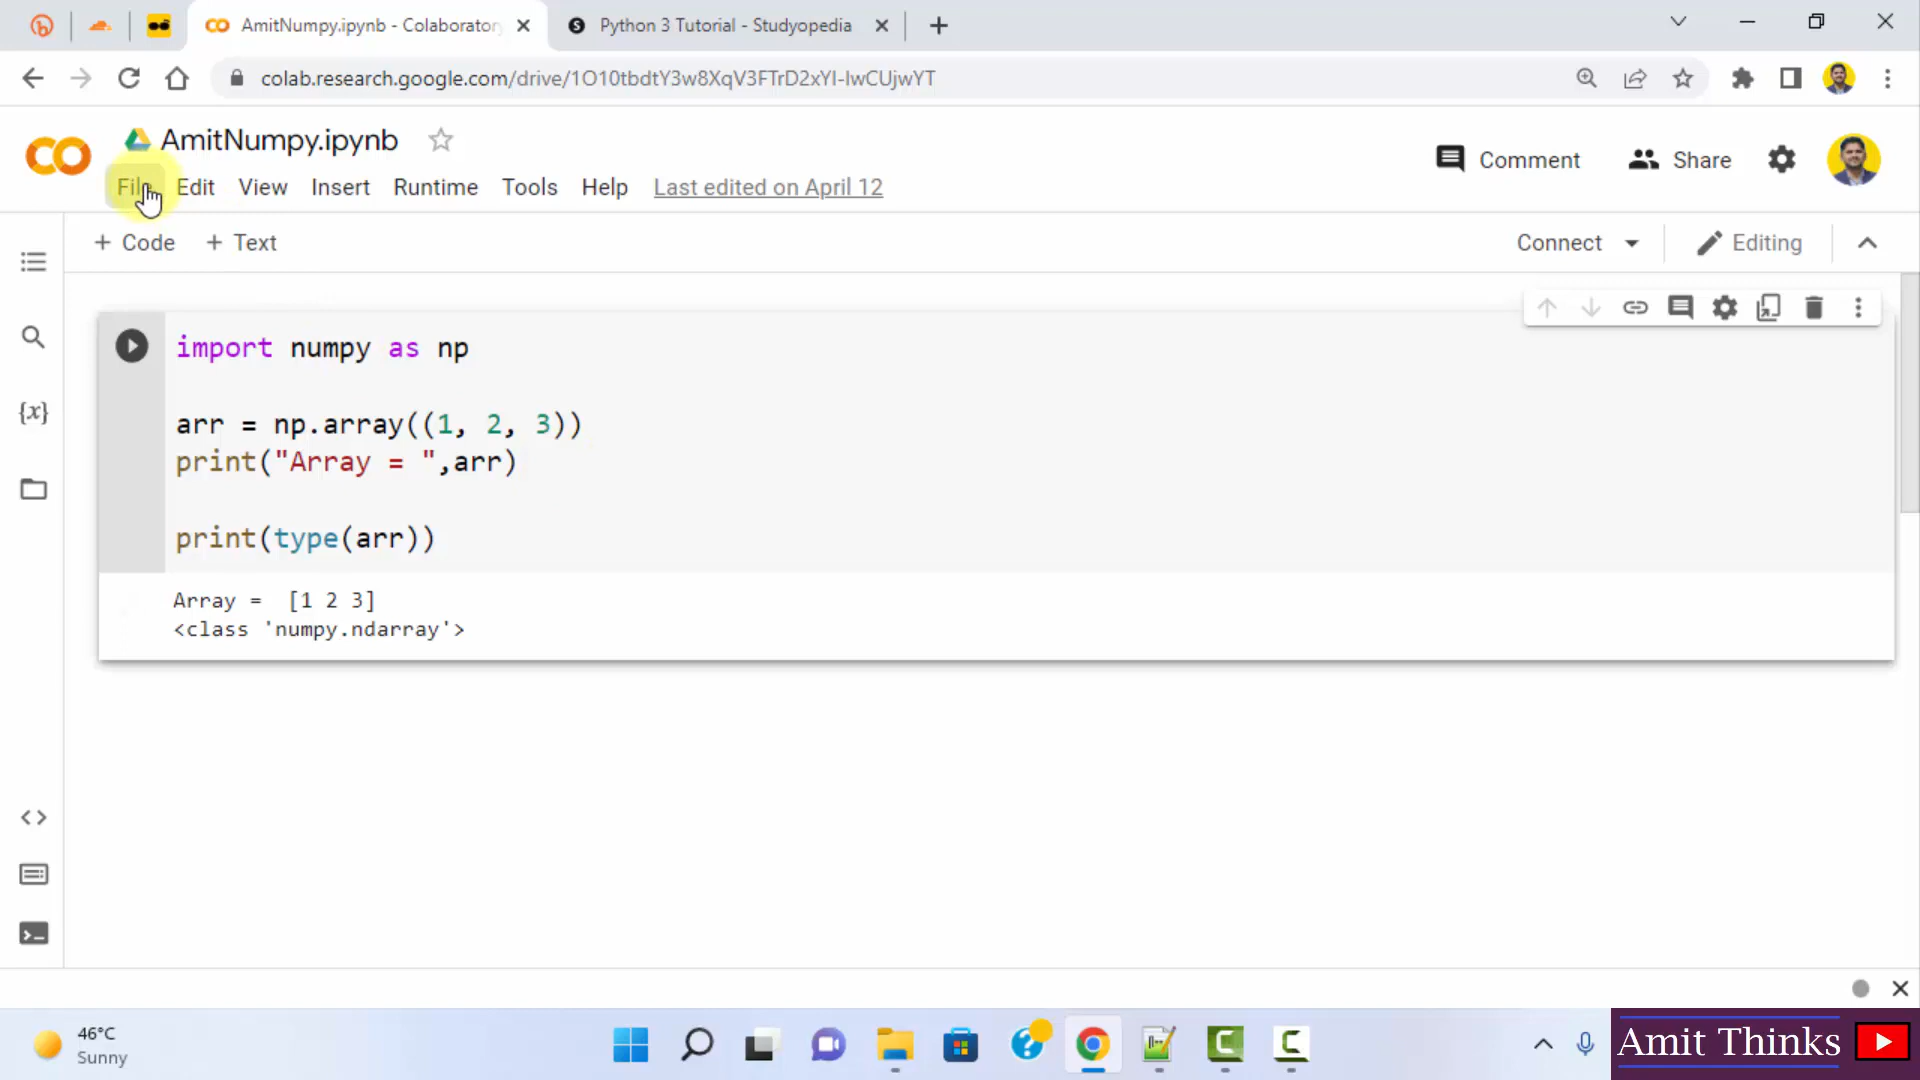 AmitNumpy.ipynb - Colaborator
Python 3 Tutorial - Studyopedia
colab.research.google.com/drive/1O10tbdtY3w8XqV3FTrD2xYI-IwCUjwYT
AmitNumpy.ipynb
File Edit View Insert Runtime Tools Help Last edited on April 12
Comment Share
+ Code + Text
Connect Editing
import numpy as np
arr = np.array((1, 2, 3))
print("Array = ",arr)
print(type(arr))
Array =  [1 2 3]
<class 'numpy.ndarray'>
46°C
Sunny
Amit Thinks